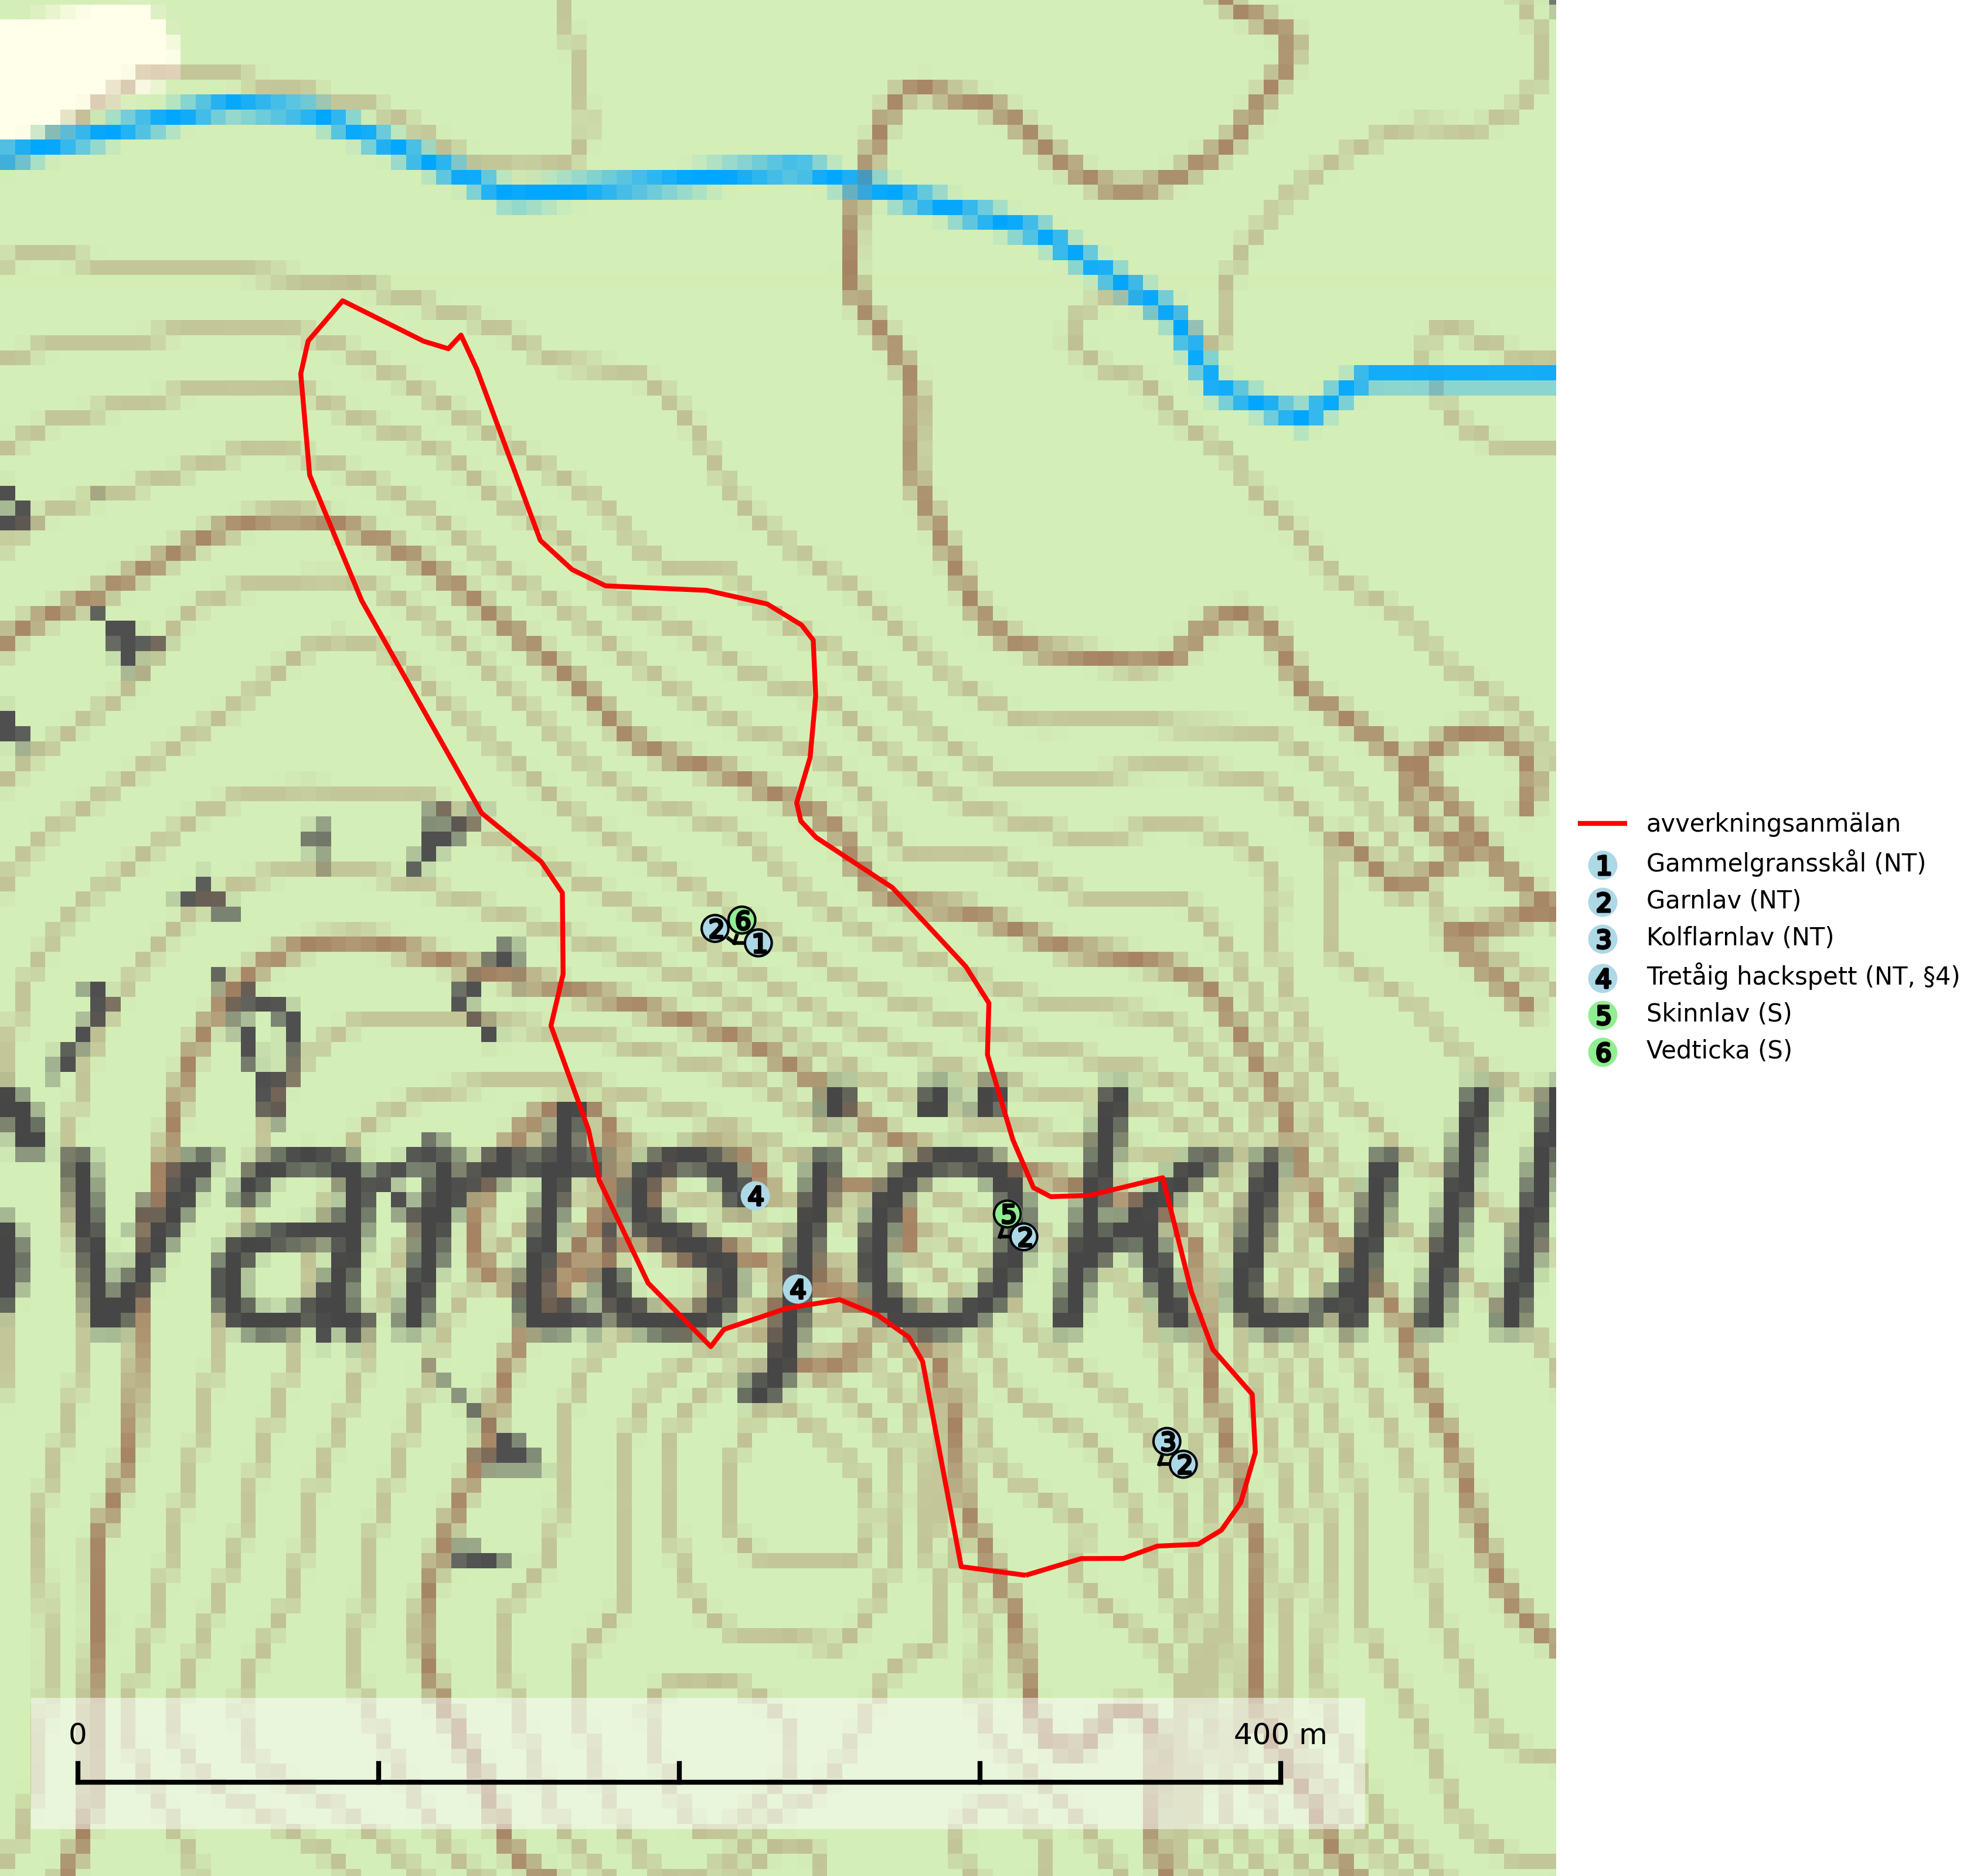 2
6
1
Vartsjökull
4
5
2
4
3
2
0
400 m
avverkningsanmälan
1 Gammelgransskål (NT)
2 Garnlav (NT)
3 Kolflarnlav (NT)
4 Tretåig hackspett (NT, §4)
5 Skinnlav (S)
6 Vedticka (S)